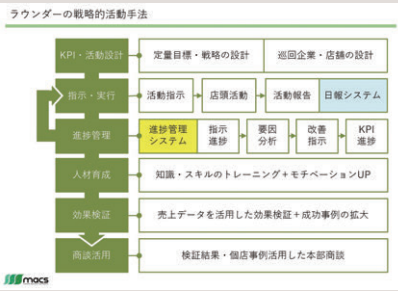 ラウンダーの戦略的活動手法
KPI・活動設計
定量目標・戦略の設計
巡回企業・店舗の設計
指示・実行
活動指示
店頭活動
活動報告
日報システム
進捗管理
進捗管理
システム
指示
進捗
要因
分析
改善
指示
KPI
進捗
人材育成
知識・スキルのトレーニング＋モチベーションUP
効果検証
売上データを活用した効果検証＋成功事例の拡大
商談活用
検証結果・個店事例活用した本部商談
macs